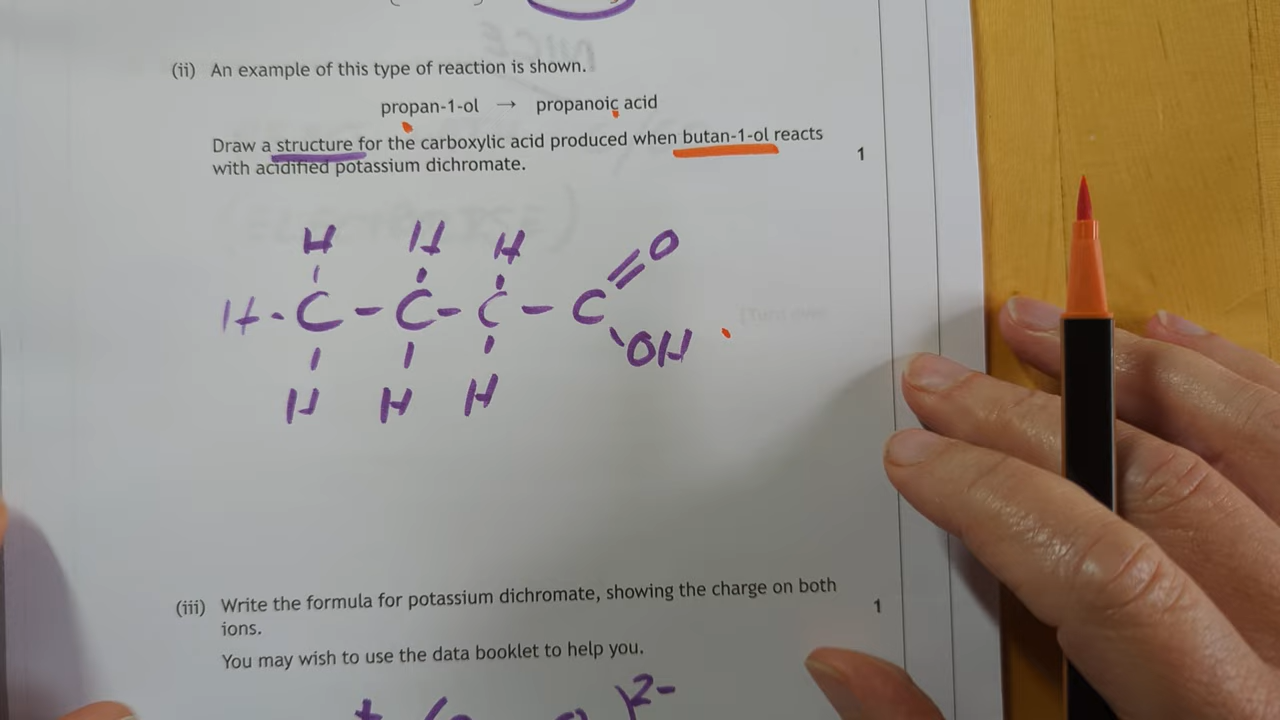 (ii) An example of this type of reaction is shown.
propan-1-ol → propanoic acid
Draw a structure for the carboxylic acid produced when butan-1-ol reacts
with acidified potassium dichromate.
1
H H H O
H - C - C - C - C
OH
H H H
[Turn over
(iii) Write the formula for potassium dichromate, showing the charge on both
ions.
1
You may wish to use the data booklet to help you.
+ ( )2-